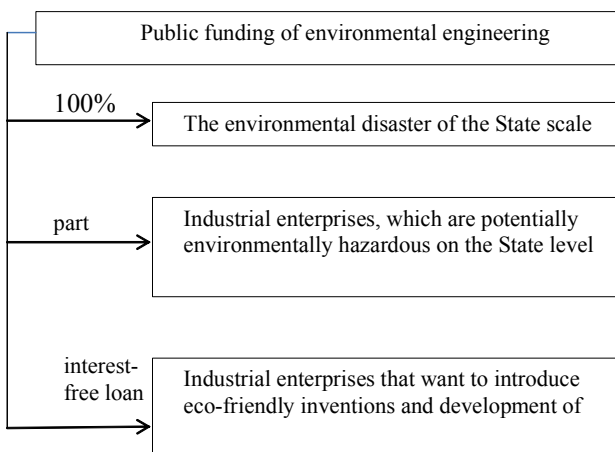 Public funding of environmental engineering
100%
The environmental disaster of the State scale
part
Industrial enterprises, which are potentially
environmentally hazardous on the State level
interest-
free loan
Industrial enterprises that want to introduce
eco-friendly inventions and development of